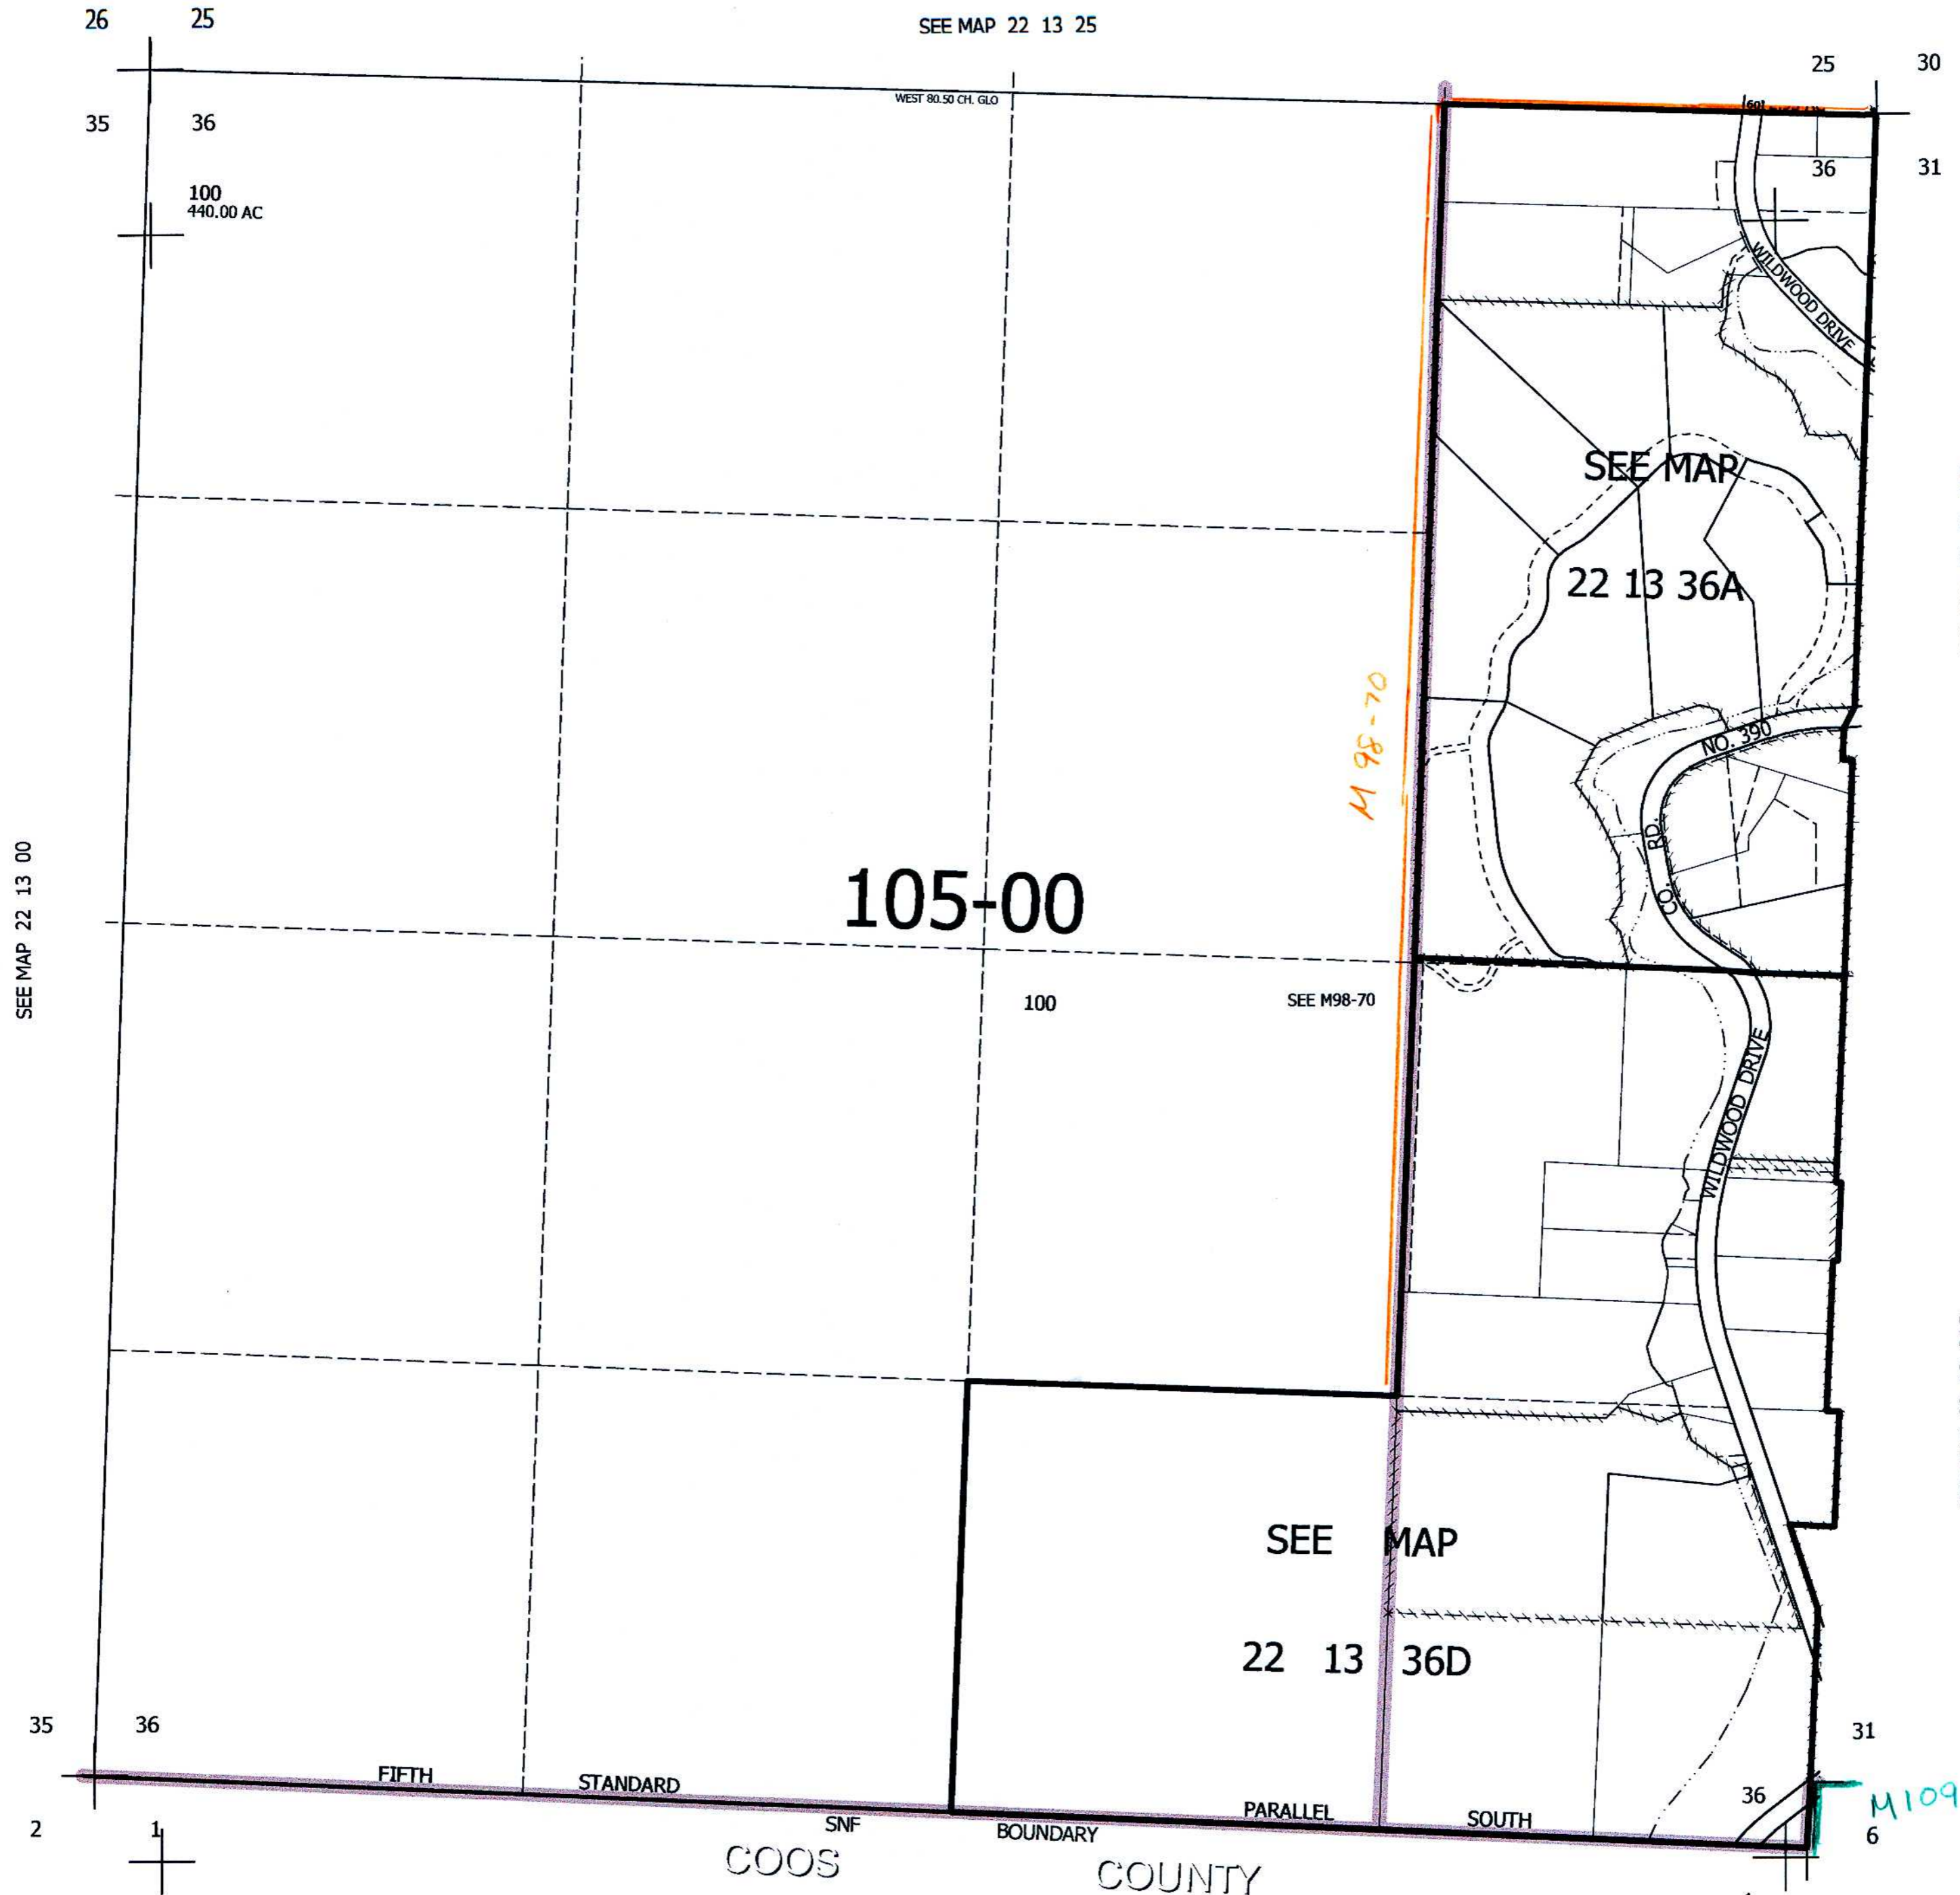 26 25
SEE MAP 22 13 25
25 30
WEST 80.50 CH. GLO
60'
35 36
36 31
100
440.00 AC
WILDWOOD DRIVE
SEE MAP
22 13 36A
M 98-70
NO. 390
CO. RD.
SEE MAP 22 13 00
105-00
100
SEE M98-70
WILDWOOD DRIVE
SEE MAP
22 13 36D
35 36
31
36
FIFTH STANDARD PARALLEL SOUTH
M109
SNF BOUNDARY
2 1
6
COOS COUNTY